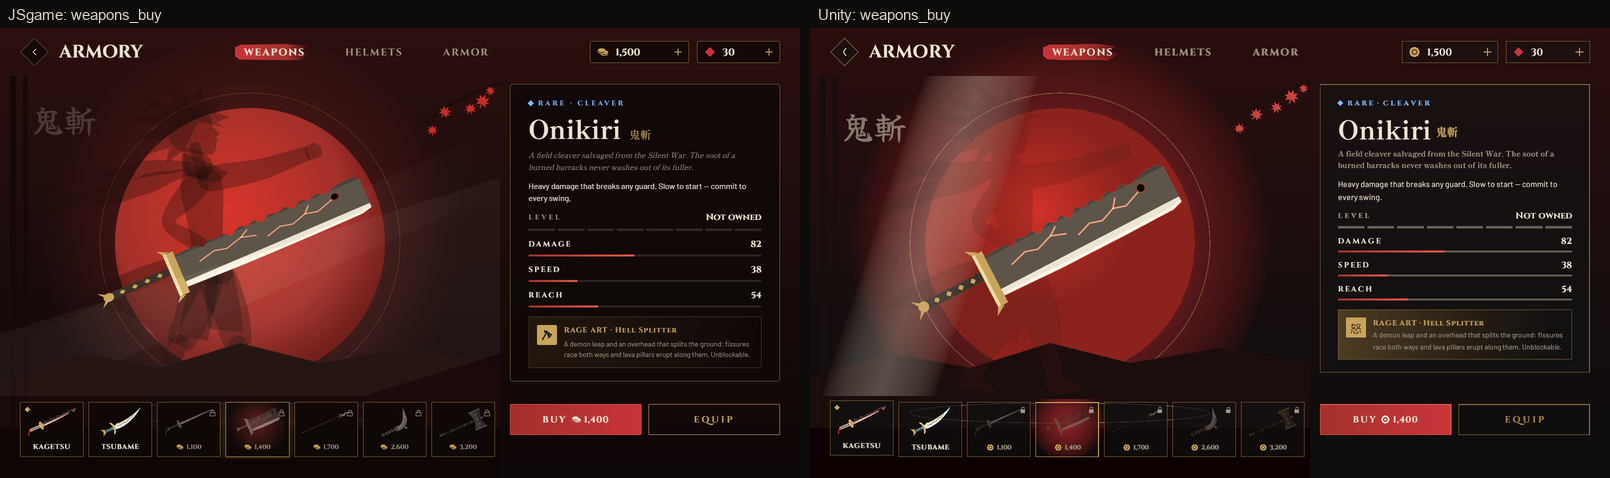 JSgame: weapons_buy
ARMORY
WEAPONS
HELMETS
ARMOR
1,500
+
30
+
鬼斬
RARE · CLEAVER
Onikiri 鬼斬
A field cleaver salvaged from the Silent War. The soot of a
burned barracks never washes out of its fuller.
Heavy damage that breaks any guard. Slow to start — commit to
every swing.
LEVEL NOT OWNED
DAMAGE 82
SPEED 38
REACH 54
RAGE ART · HELL SPLITTER
A demon leap and an overhead that splits the ground: fissures
race both ways and lava pillars erupt along them. Unblockable.
KAGETSU
TSUBAME
1,100
1,400
1,700
2,600
3,200
BUY 1,400
EQUIP
Unity: weapons_buy
ARMORY
WEAPONS
HELMETS
ARMOR
1,500
+
30
+
鬼斬
RARE · CLEAVER
Onikiri 鬼斬
A field cleaver salvaged from the Silent War. The soot of a
burned barracks never washes out of its fuller.
Heavy damage that breaks any guard. Slow to start — commit to
every swing.
LEVEL NOT OWNED
DAMAGE 82
SPEED 38
REACH 54
RAGE ART · HELL SPLITTER
A demon leap and an overhead that splits the ground: fissures
race both ways and lava pillars erupt along them. Unblockable.
KAGETSU
TSUBAME
1,100
1,400
1,700
2,600
3,200
BUY 1,400
EQUIP